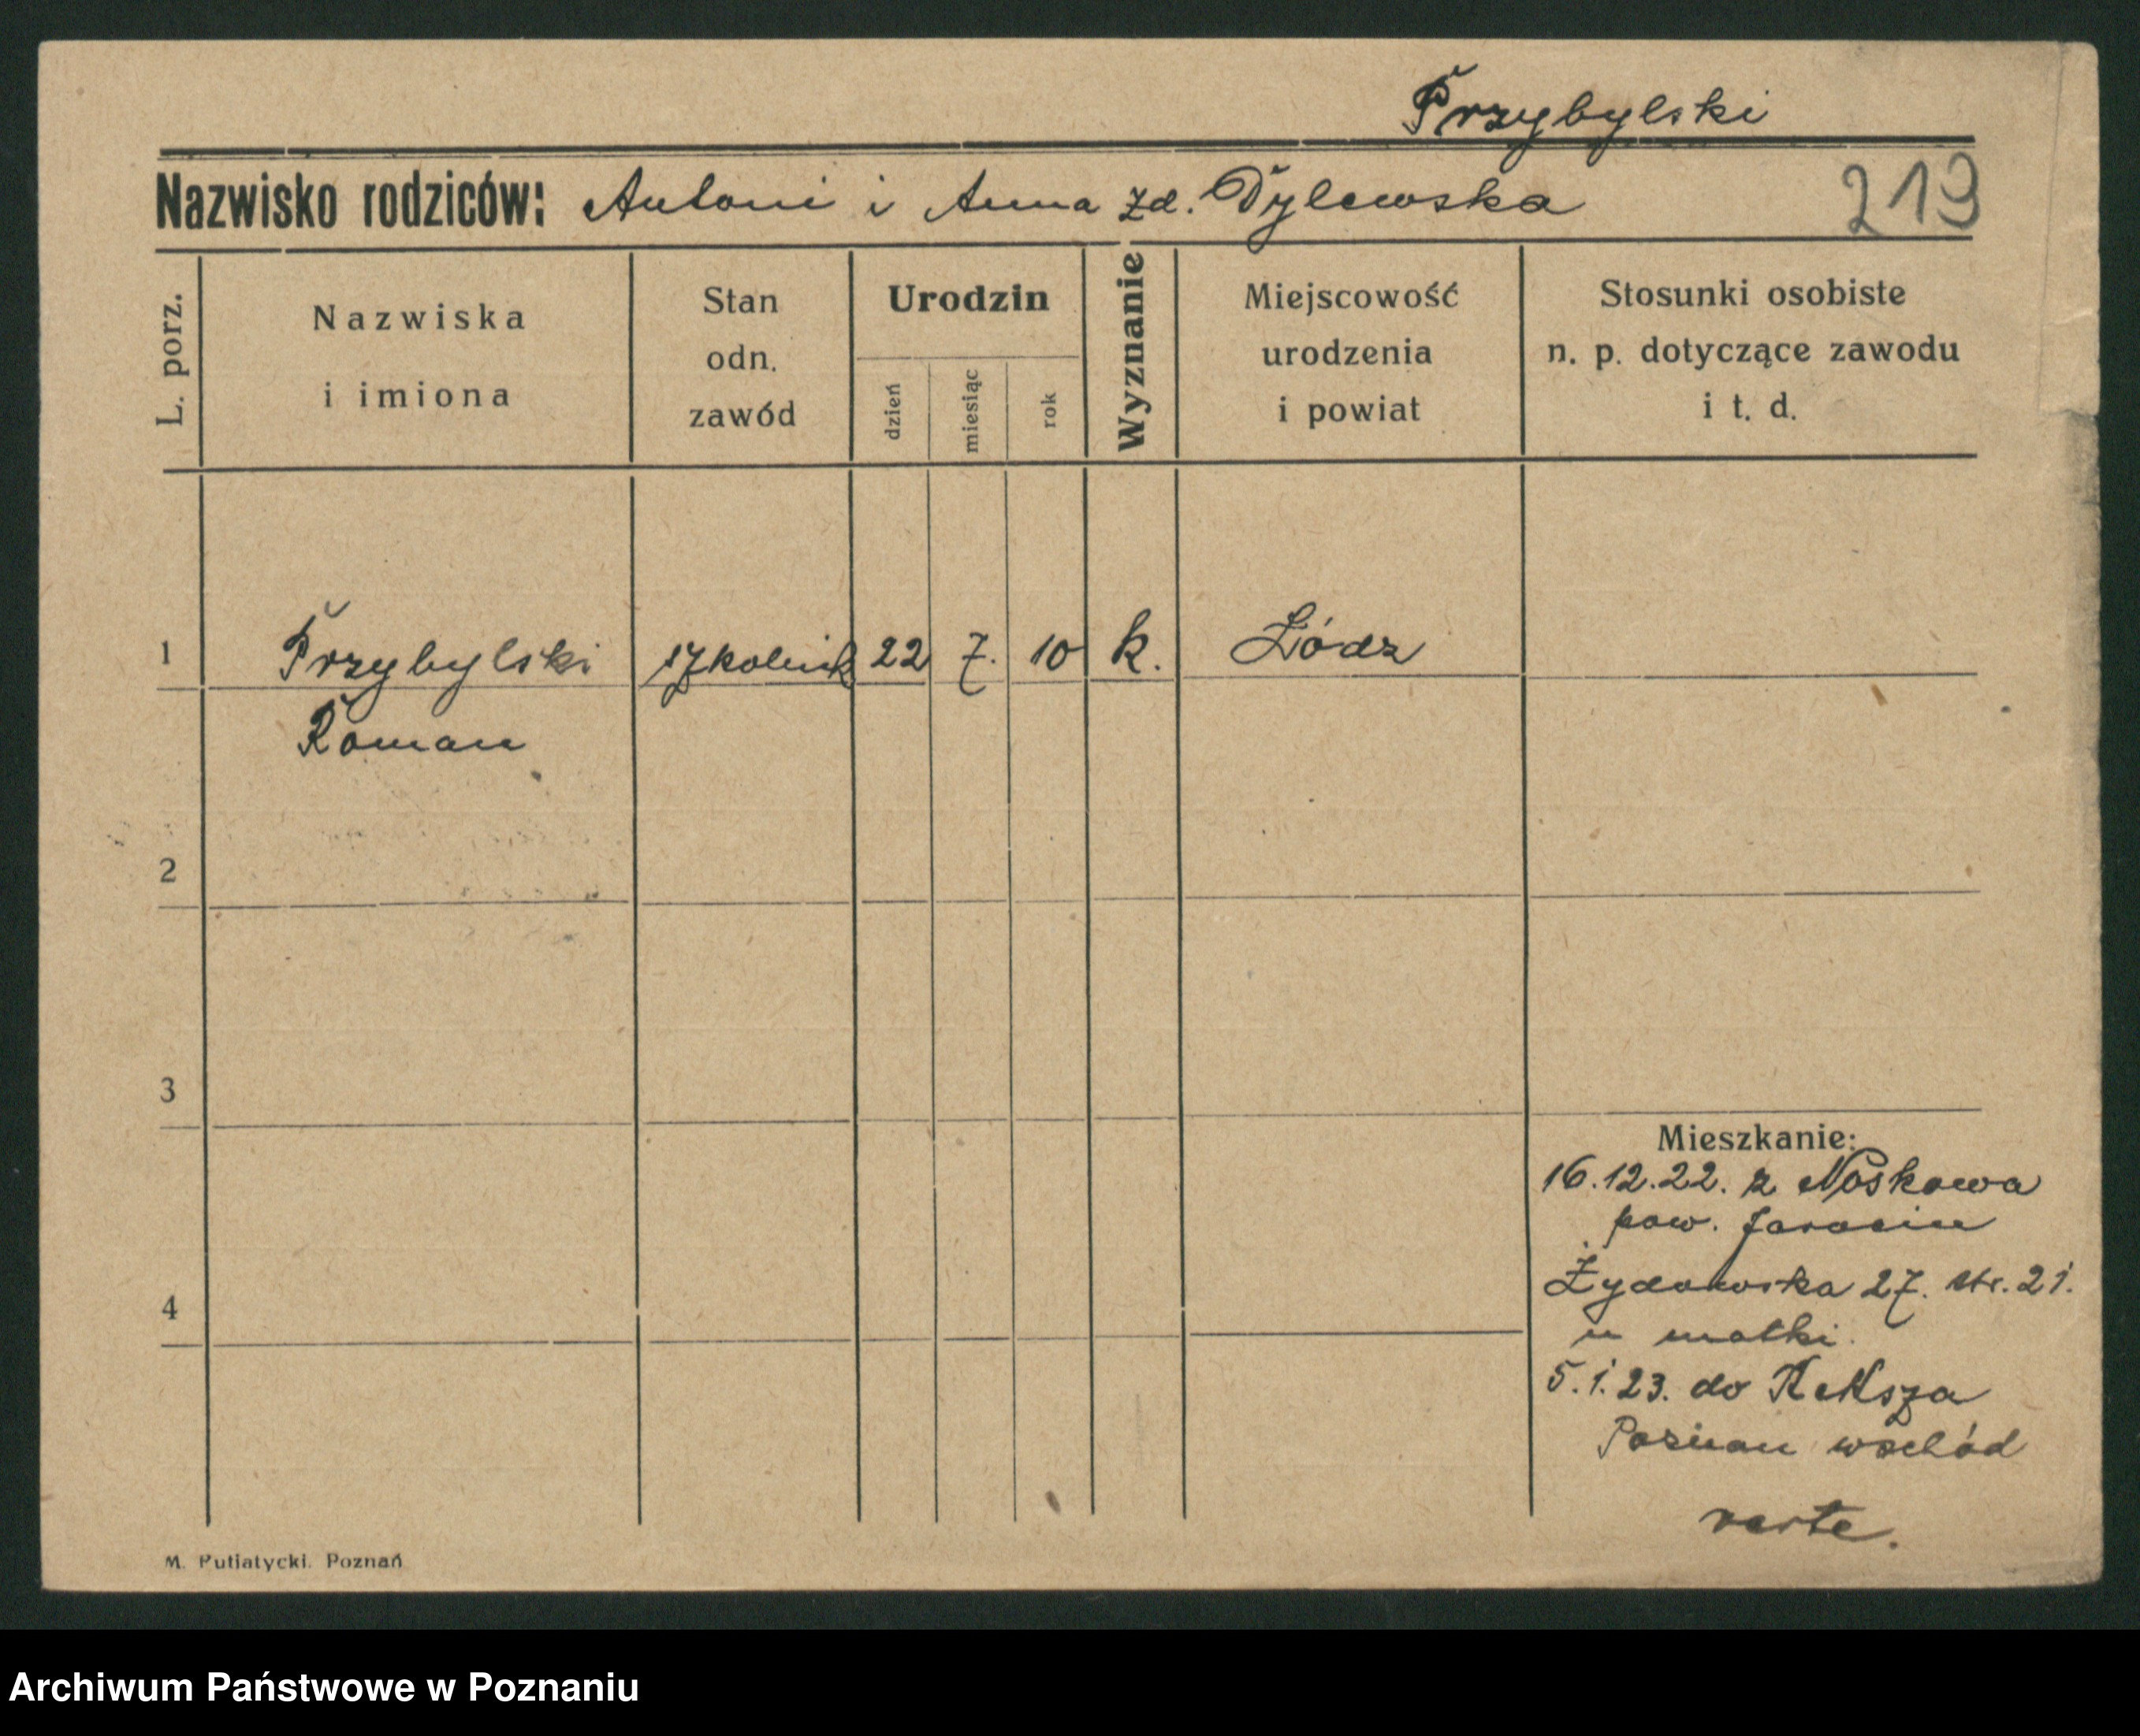 Przybylski
Nazwisko rodziców: Antoni i Anna zd. Dylewska
219
L. porz.
Nazwiska
i imiona
Stan
odn.
zawód
Urodzin
dzień
miesiąc
rok
Wyznanie
Miejscowość
urodzenia
i powiat
Stosunki osobiste
n. p. dotyczące zawodu
i t. d.
1 Przybylski szkolnik 22 7. 10 k. Łódz
Roman
2
3
Mieszkanie:
16.12.22. z Noskowa
pow. Jarocin
4
Żydowska 27. str. 21.
u matki.
5.1.23. do
Poznan wschód
verte.
M. Putiatycki. Poznań
Archiwum Państwowe w Poznaniu